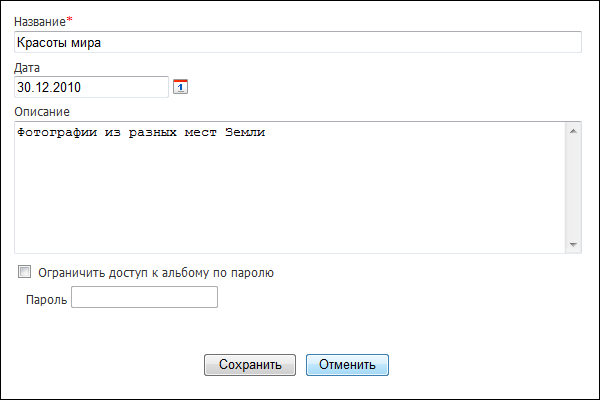 Название*
Красоты мира
Дата
30.12.2010
1
Описание
Фотографии из разных мест Земли
Ограничить доступ к альбому по паролю
Пароль
Сохранить Отменить